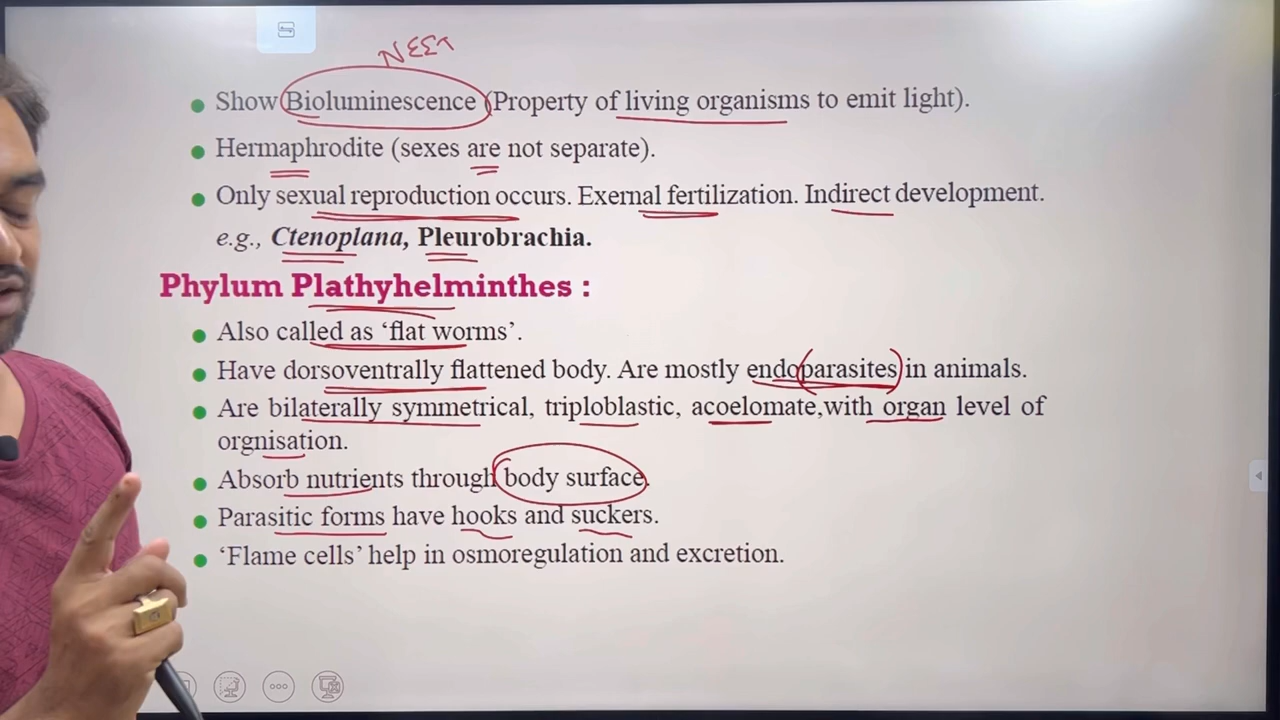 NEET
Show Bioluminescence (Property of living organisms to emit light).
Hermaphrodite (sexes are not separate).
Only sexual reproduction occurs. Exernal fertilization. Indirect development.
e.g., Ctenoplana, Pleurobrachia.
Phylum Plathyhelminthes :
Also called as ‘flat worms’.
Have dorsoventrally flattened body. Are mostly endoparasites in animals.
Are bilaterally symmetrical, triploblastic, acoelomate,with organ level of
orgnisation.
Absorb nutrients through body surface.
Parasitic forms have hooks and suckers.
‘Flame cells’ help in osmoregulation and excretion.